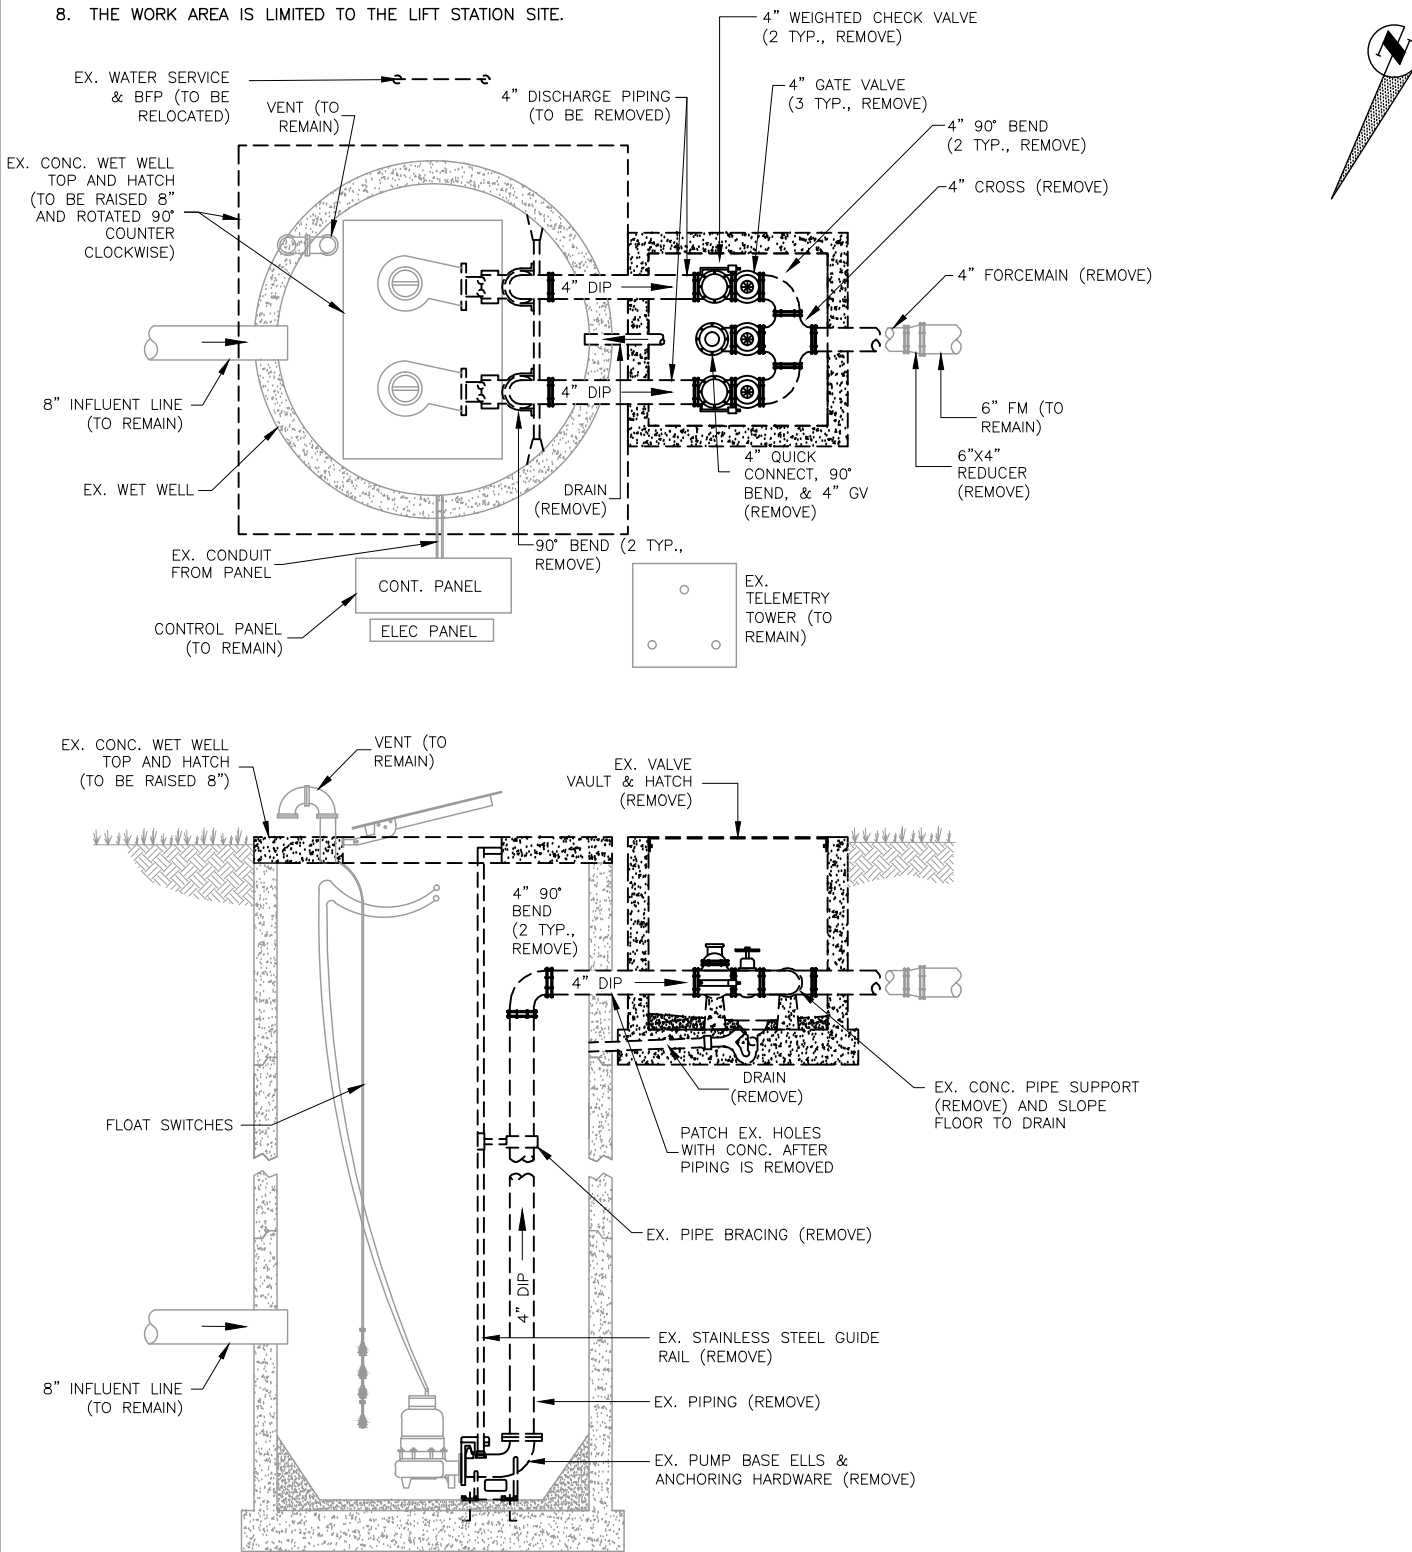 8. THE WORK AREA IS LIMITED TO THE LIFT STATION SITE.
4" WEIGHTED CHECK VALVE
(2 TYP., REMOVE)
N
EX. WATER SERVICE
& BFP (TO BE
RELOCATED)
VENT (TO
REMAIN)
4" DISCHARGE PIPING
(TO BE REMOVED)
4" GATE VALVE
(3 TYP., REMOVE)
4" 90° BEND
(2 TYP., REMOVE)
4" CROSS (REMOVE)
EX. CONC. WET WELL
TOP AND HATCH
(TO BE RAISED 8"
AND ROTATED 90°
COUNTER
CLOCKWISE)
4" FORCEMAIN (REMOVE)
4" DIP
4" DIP
8" INFLUENT LINE
(TO REMAIN)
6" FM (TO
REMAIN)
6"X4"
REDUCER
(REMOVE)
4" QUICK
CONNECT, 90°
BEND, & 4" GV
(REMOVE)
EX. WET WELL
DRAIN
(REMOVE)
90° BEND (2 TYP.,
REMOVE)
EX. CONDUIT
FROM PANEL
CONT. PANEL
ELEC PANEL
CONTROL PANEL
(TO REMAIN)
EX.
TELEMETRY
TOWER (TO
REMAIN)
EX. CONC. WET WELL
TOP AND HATCH
(TO BE RAISED 8")
VENT (TO
REMAIN)
EX. VALVE
VAULT & HATCH
(REMOVE)
4" 90°
BEND
(2 TYP.,
REMOVE)
4" DIP
DRAIN
(REMOVE)
EX. CONC. PIPE SUPPORT
(REMOVE) AND SLOPE
FLOOR TO DRAIN
FLOAT SWITCHES
PATCH EX. HOLES
WITH CONC. AFTER
PIPING IS REMOVED
EX. PIPE BRACING (REMOVE)
4" DIP
EX. STAINLESS STEEL GUIDE
RAIL (REMOVE)
8" INFLUENT LINE
(TO REMAIN)
EX. PIPING (REMOVE)
EX. PUMP BASE ELLS &
ANCHORING HARDWARE (REMOVE)